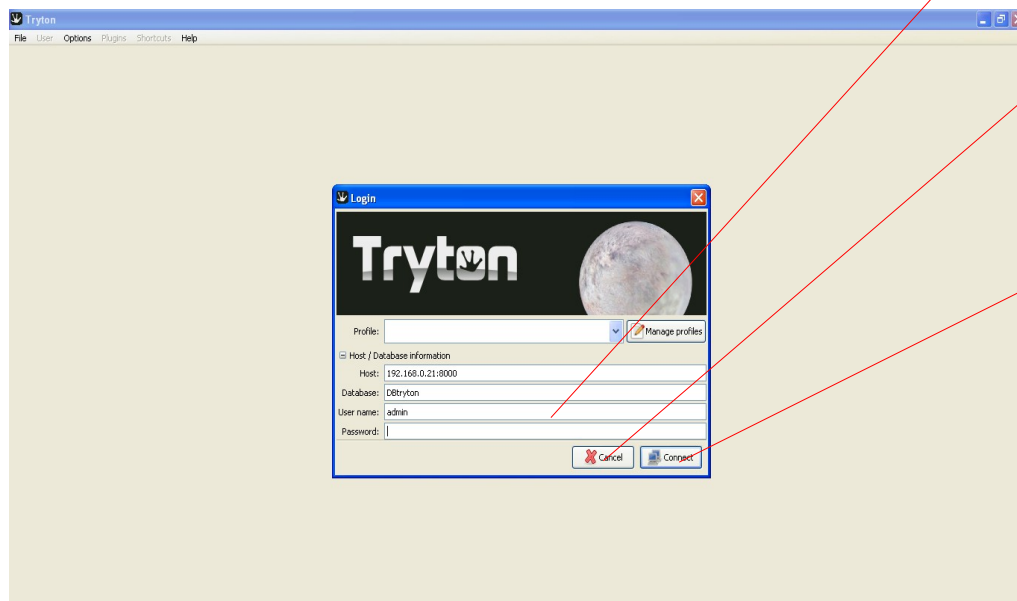 Tryton
File User Options Plugins Shortcuts Help
Login
Tryton
Profile:
Manage profiles
Host / Database information
Host: 192.168.0.21:8000
Database: DBtryton
User name: admin
Password:
Cancel Connect